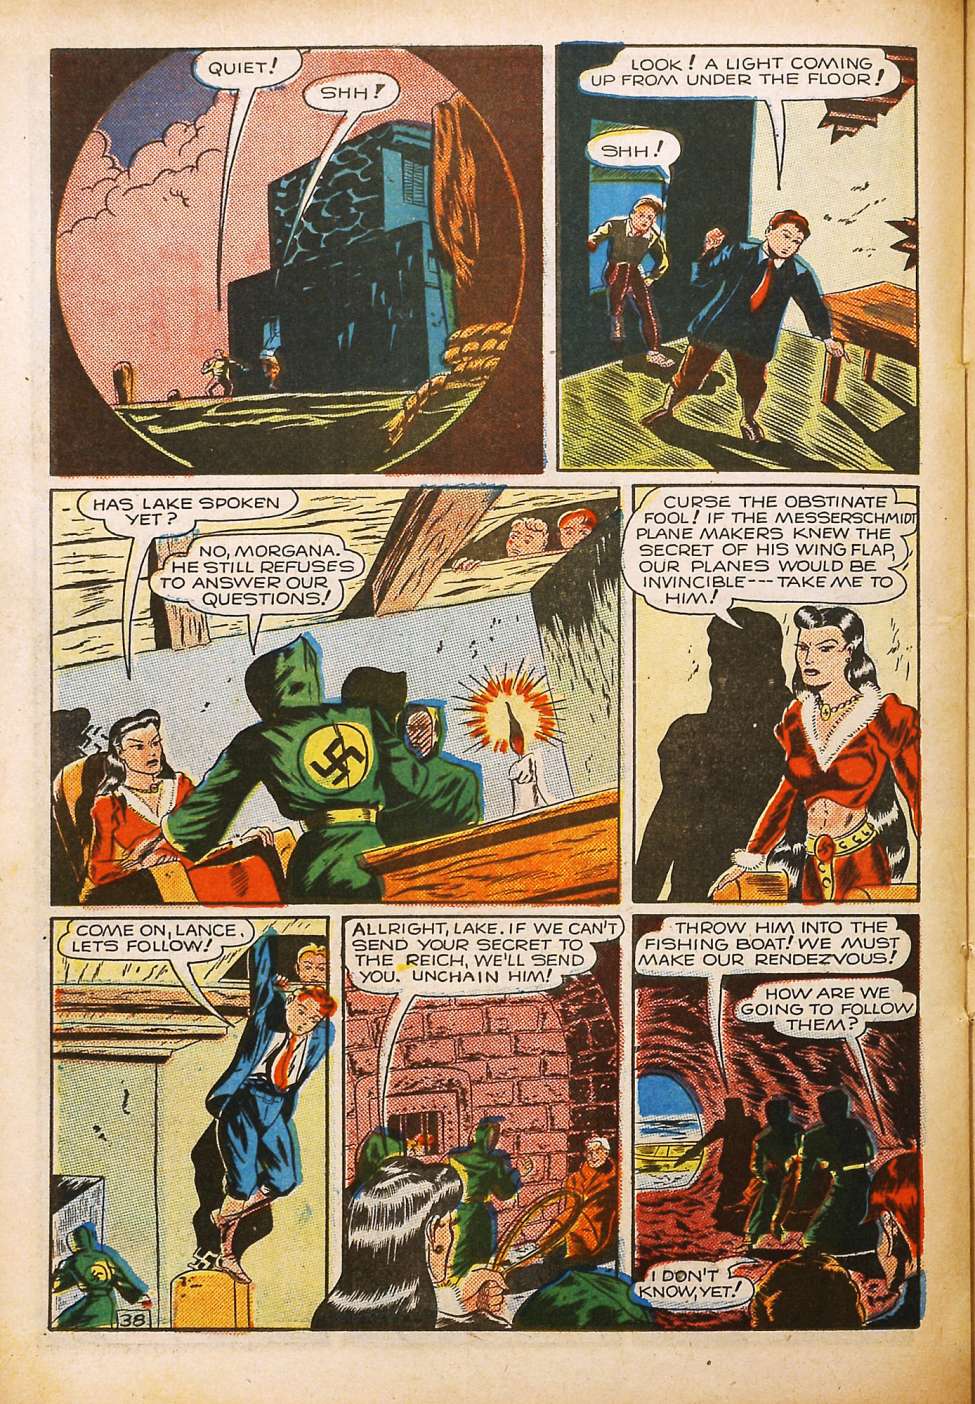 QUIET!
SHH!
LOOK! A LIGHT COMING
UP FROM UNDER THE FLOOR!
SHH!
HAS LAKE SPOKEN
YET?
NO, MORGANA.
HE STILL REFUSES
TO ANSWER OUR
QUESTIONS!
CURSE THE OBSTINATE
FOOL! IF THE MESSERSCHMIDT
PLANE MAKERS KNEW THE
SECRET OF HIS WING FLAP,
OUR PLANES WOULD BE
INVINCIBLE---TAKE ME TO
HIM!
COME ON, LANCE,
LETS FOLLOW!
38
ALLRIGHT, LAKE. IF WE CAN'T
SEND YOUR SECRET TO
THE REICH, WE'LL SEND
YOU. UNCHAIN HIM!
THROW HIM INTO THE
FISHING BOAT! WE MUST
MAKE OUR RENDEZVOUS!
HOW ARE WE
GOING TO FOLLOW
THEM?
I DON'T
KNOW, YET!